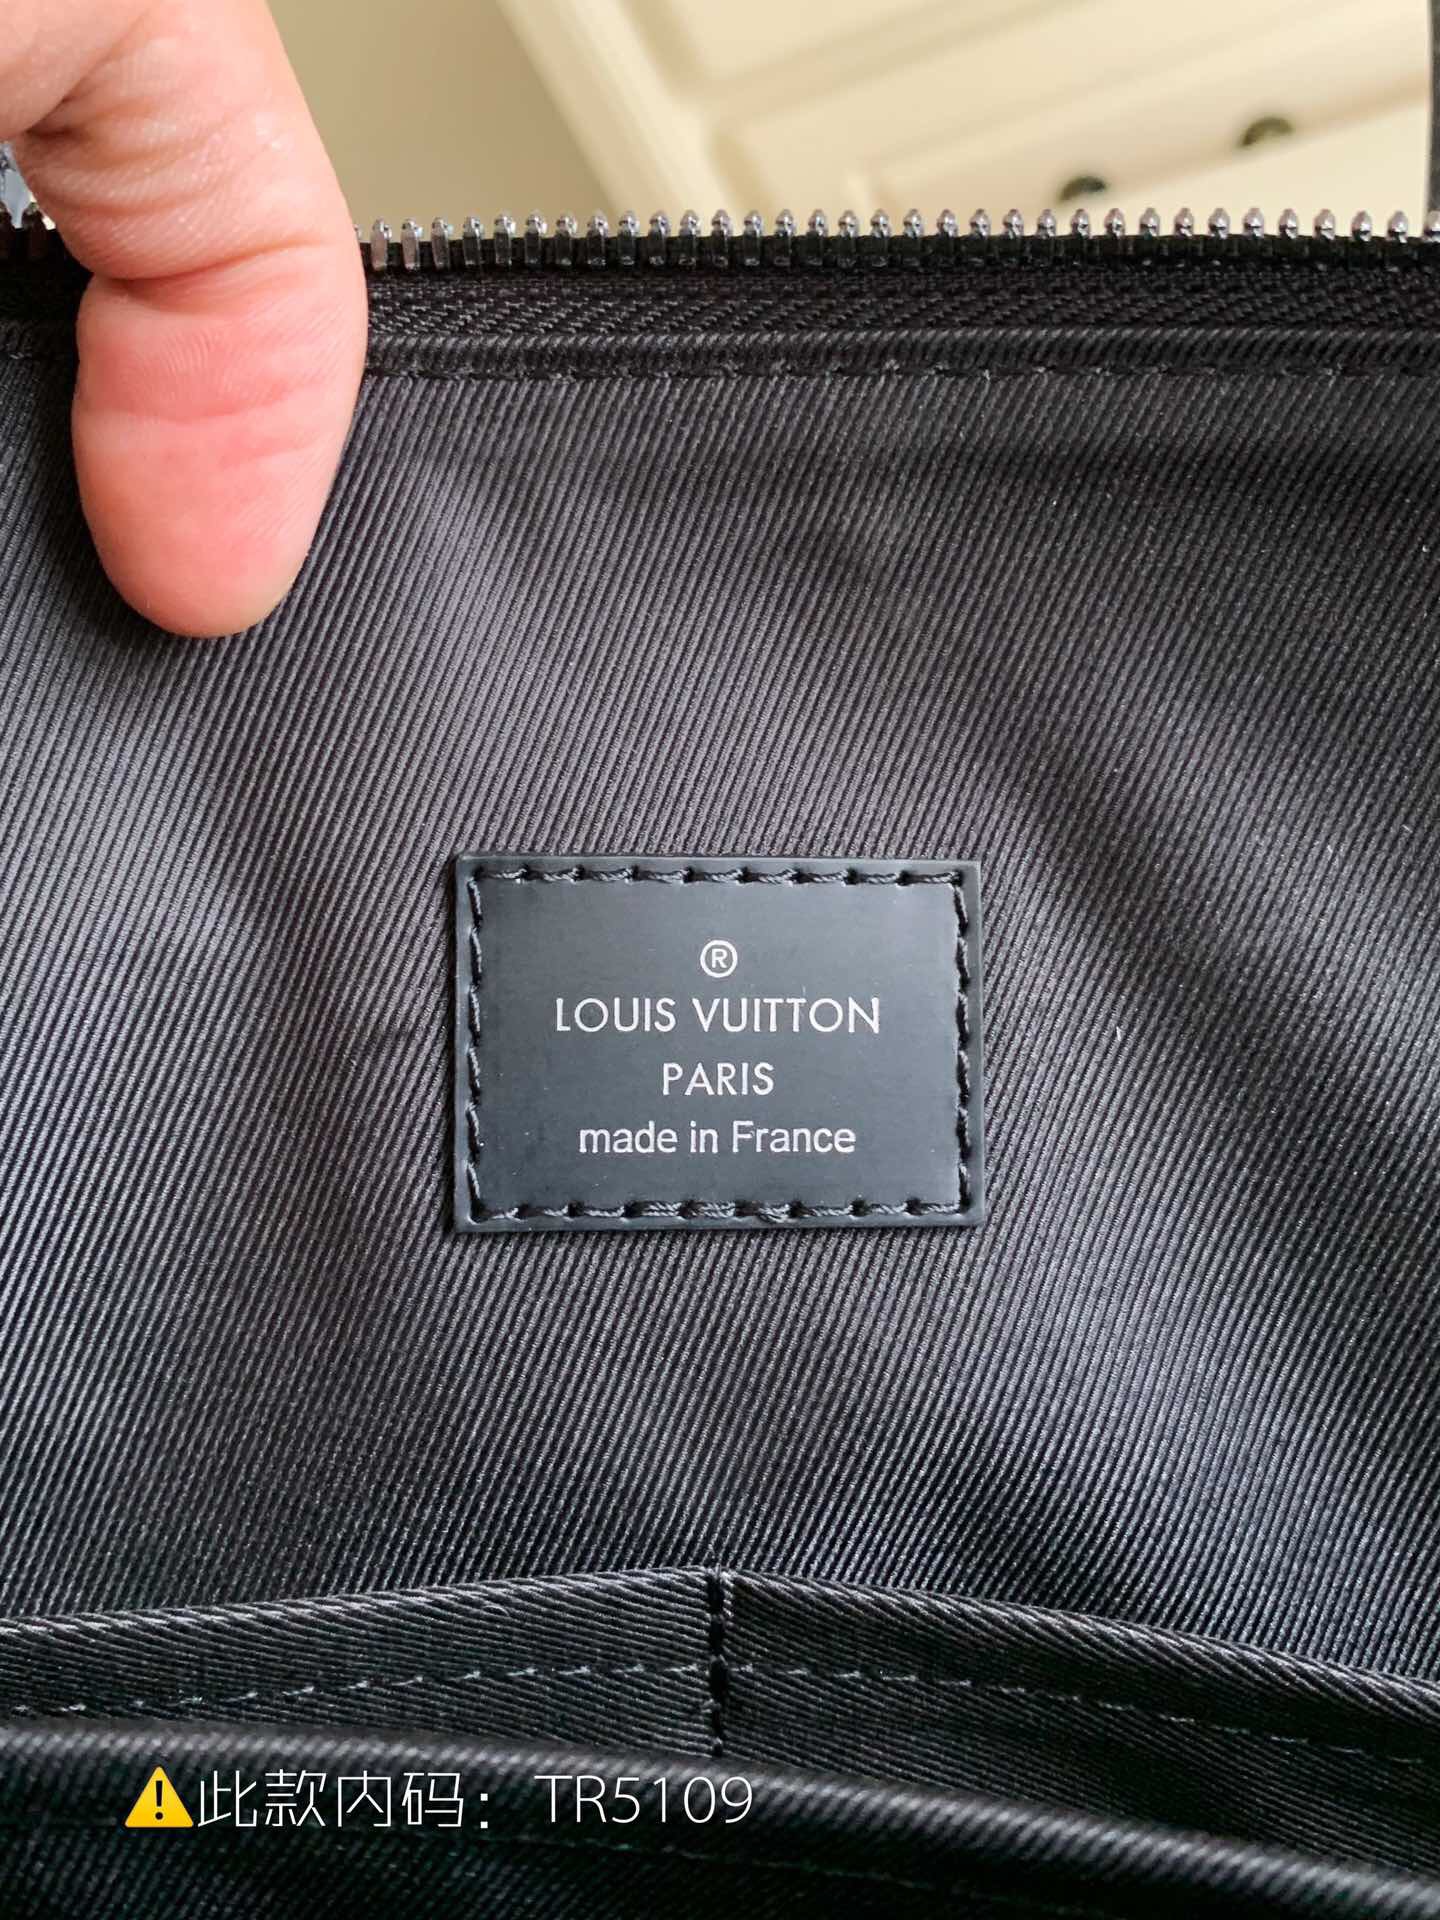 ®
LOUIS VUITTON
PARIS
made in France
⚠️此款内码：TR5109